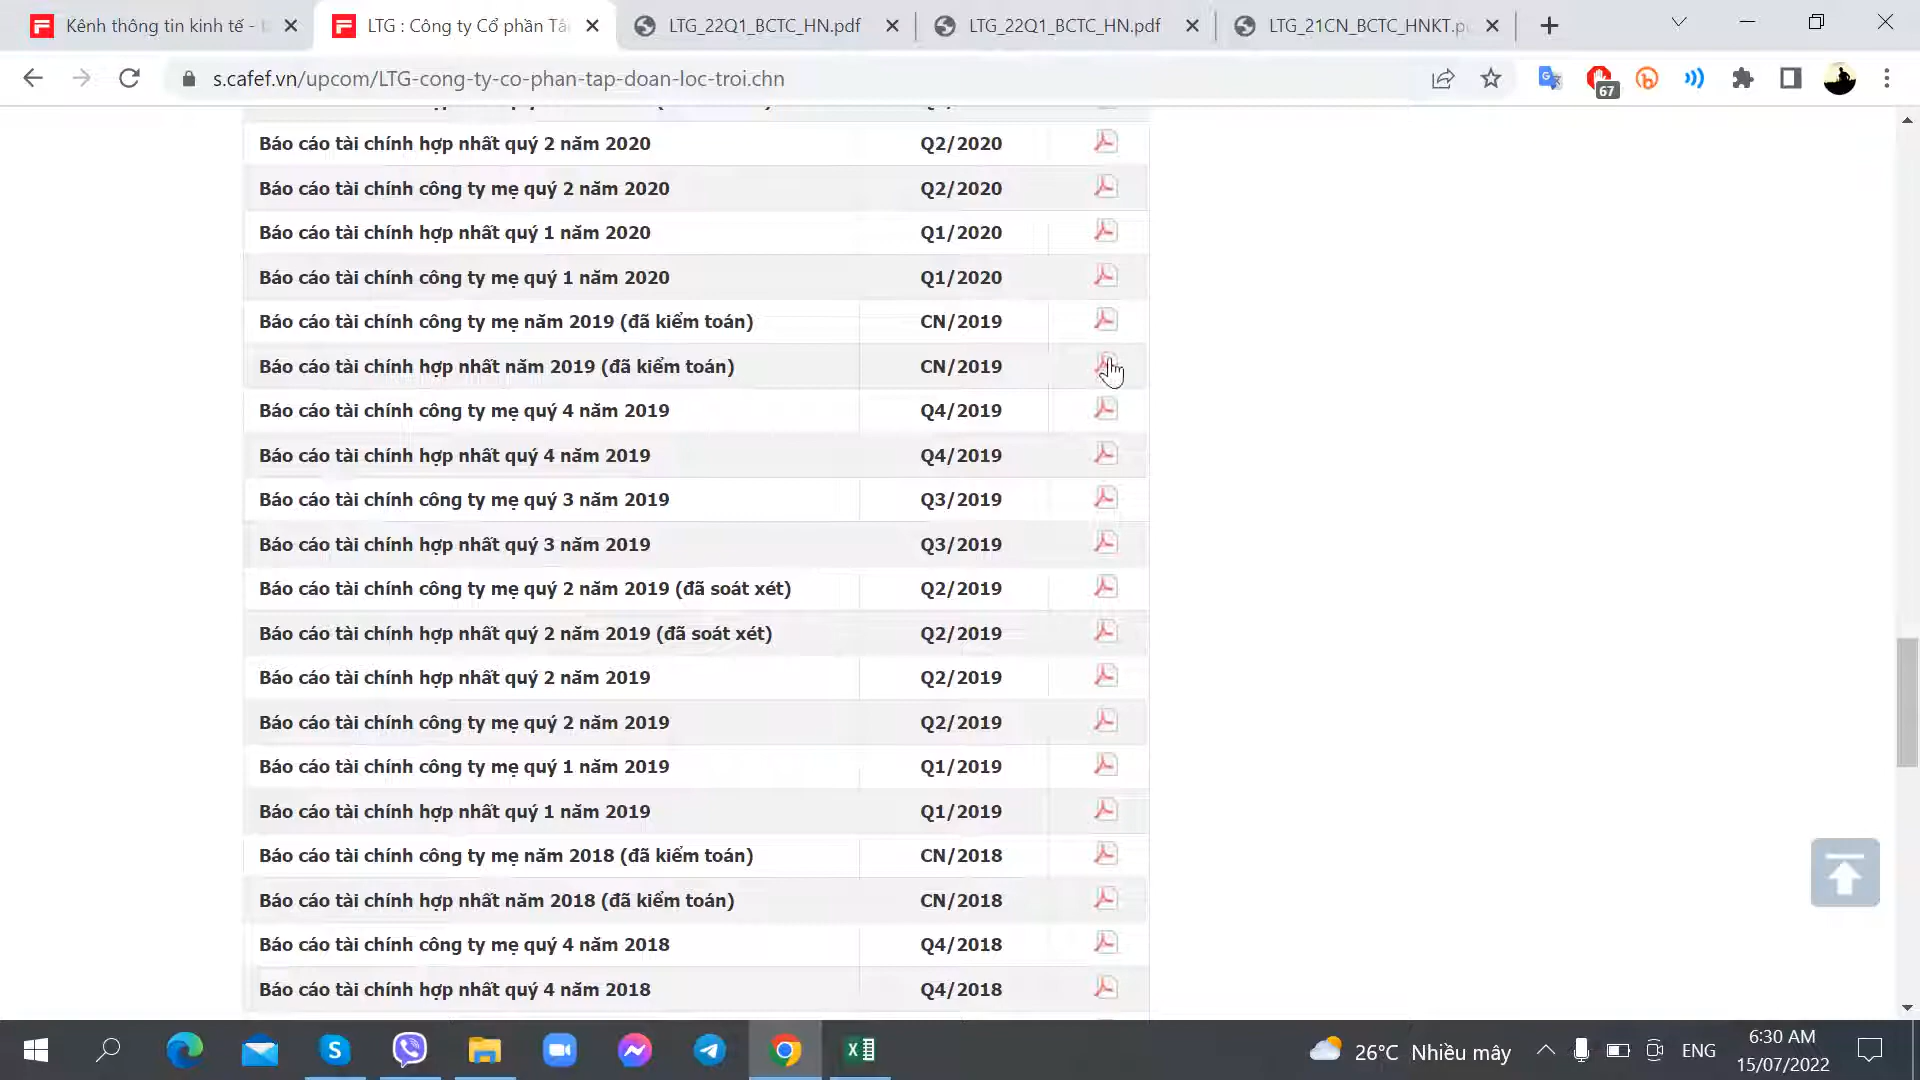 Kênh thông tin kinh tế -
LTG : Công ty Cổ phần Tậ
LTG_22Q1_BCTC_HN.pdf
LTG_22Q1_BCTC_HN.pdf
LTG_21CN_BCTC_HNKT.p
s.cafef.vn/upcom/LTG-cong-ty-co-phan-tap-doan-loc-troi.chn
67
Báo cáo tài chính hợp nhất quý 2 năm 2020 Q2/2020
Báo cáo tài chính công ty mẹ quý 2 năm 2020 Q2/2020
Báo cáo tài chính hợp nhất quý 1 năm 2020 Q1/2020
Báo cáo tài chính công ty mẹ quý 1 năm 2020 Q1/2020
Báo cáo tài chính công ty mẹ năm 2019 (đã kiểm toán) CN/2019
Báo cáo tài chính hợp nhất năm 2019 (đã kiểm toán) CN/2019
Báo cáo tài chính công ty mẹ quý 4 năm 2019 Q4/2019
Báo cáo tài chính hợp nhất quý 4 năm 2019 Q4/2019
Báo cáo tài chính công ty mẹ quý 3 năm 2019 Q3/2019
Báo cáo tài chính hợp nhất quý 3 năm 2019 Q3/2019
Báo cáo tài chính công ty mẹ quý 2 năm 2019 (đã soát xét) Q2/2019
Báo cáo tài chính hợp nhất quý 2 năm 2019 (đã soát xét) Q2/2019
Báo cáo tài chính hợp nhất quý 2 năm 2019 Q2/2019
Báo cáo tài chính công ty mẹ quý 2 năm 2019 Q2/2019
Báo cáo tài chính công ty mẹ quý 1 năm 2019 Q1/2019
Báo cáo tài chính hợp nhất quý 1 năm 2019 Q1/2019
Báo cáo tài chính công ty mẹ năm 2018 (đã kiểm toán) CN/2018
Báo cáo tài chính hợp nhất năm 2018 (đã kiểm toán) CN/2018
Báo cáo tài chính công ty mẹ quý 4 năm 2018 Q4/2018
Báo cáo tài chính hợp nhất quý 4 năm 2018 Q4/2018
26°C Nhiều mây
ENG
6:30 AM
15/07/2022